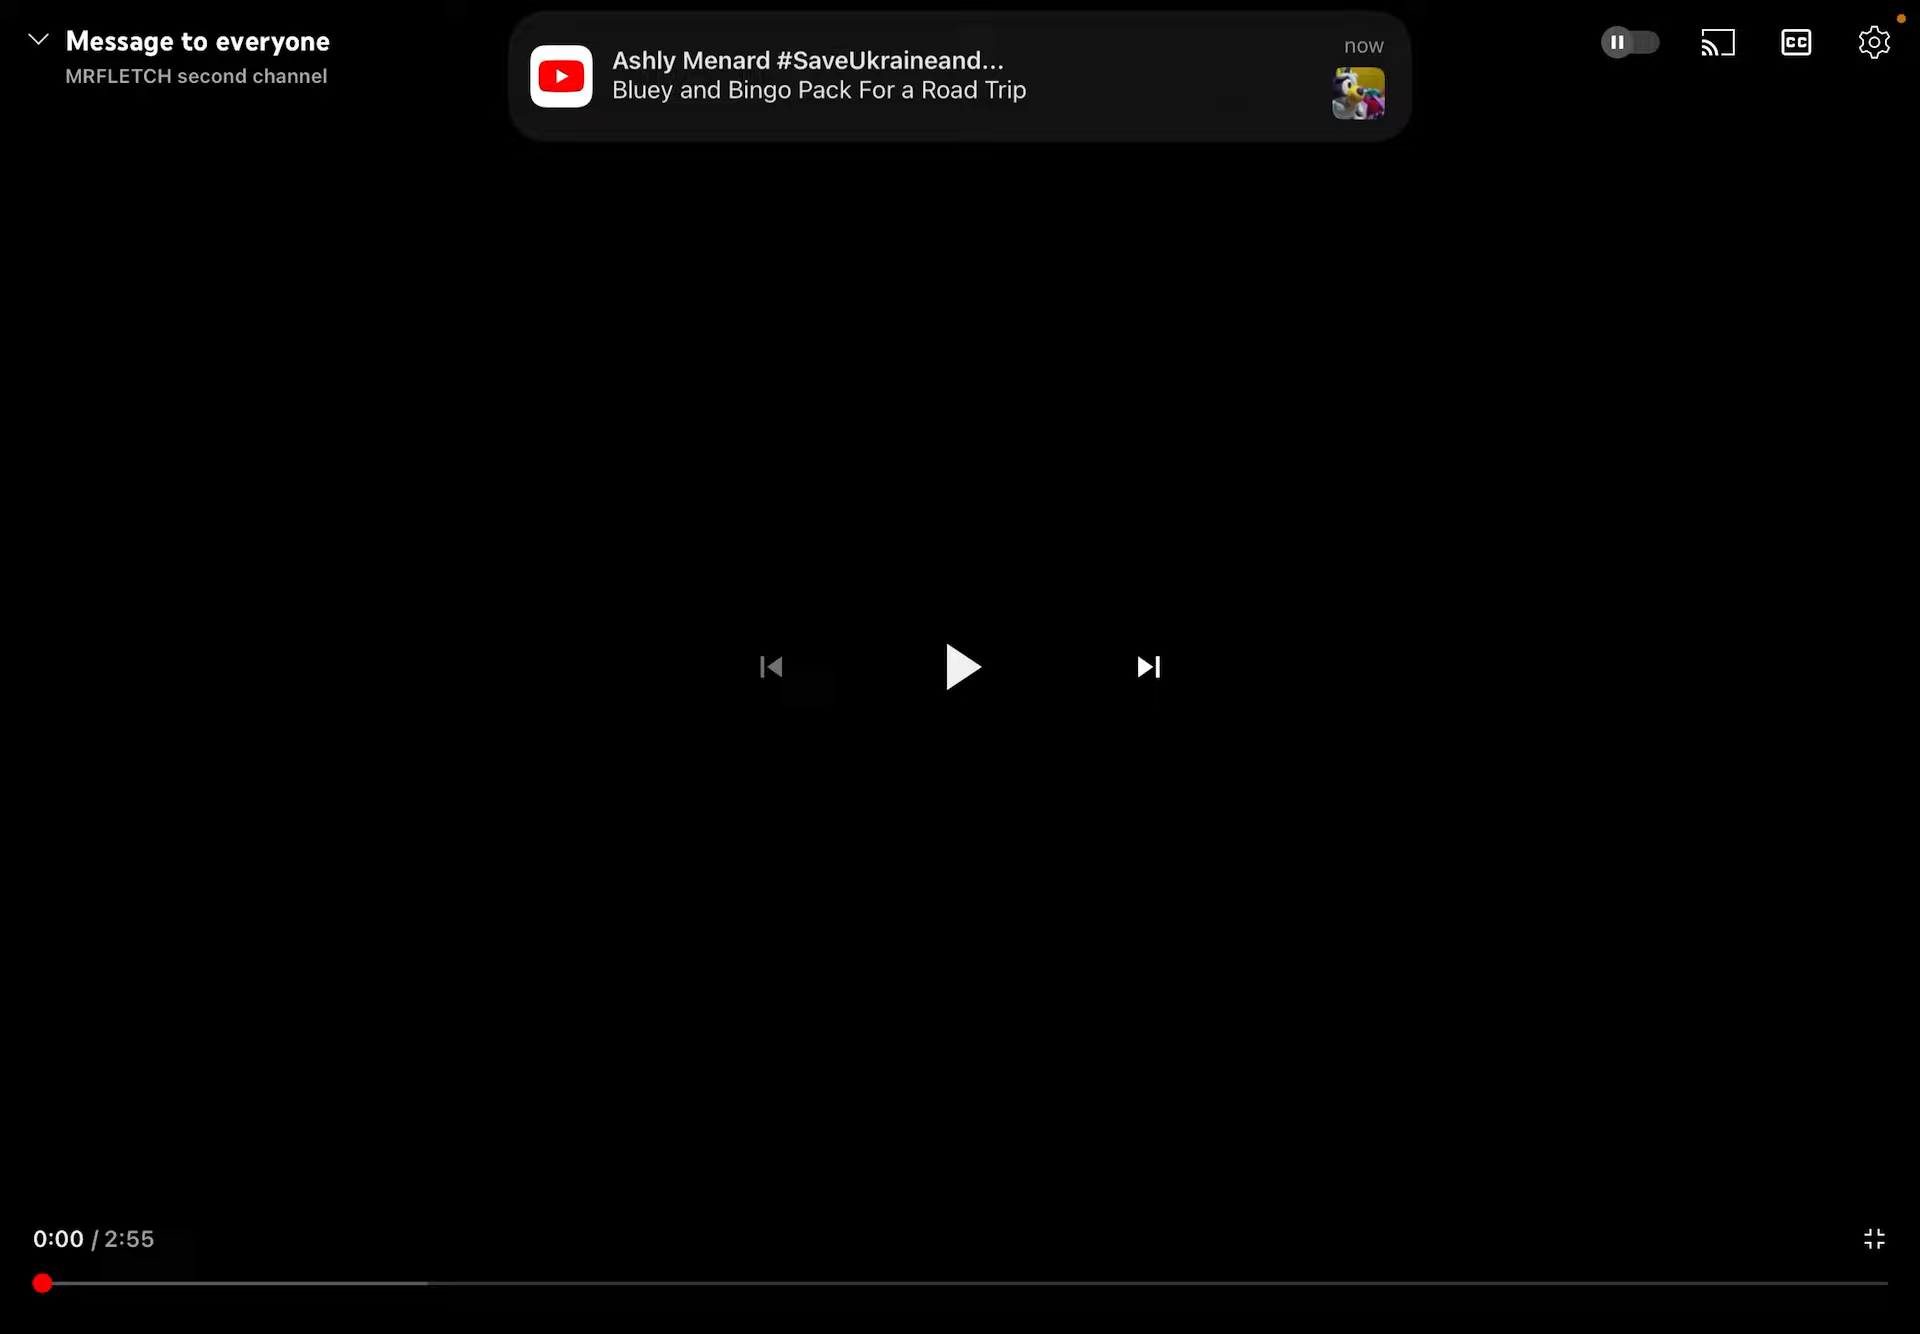 Message to everyone
MRFLETCH second channel
Ashly Menard #SaveUkraineand...
Bluey and Bingo Pack For a Road Trip
now
CC
0:00 / 2:55